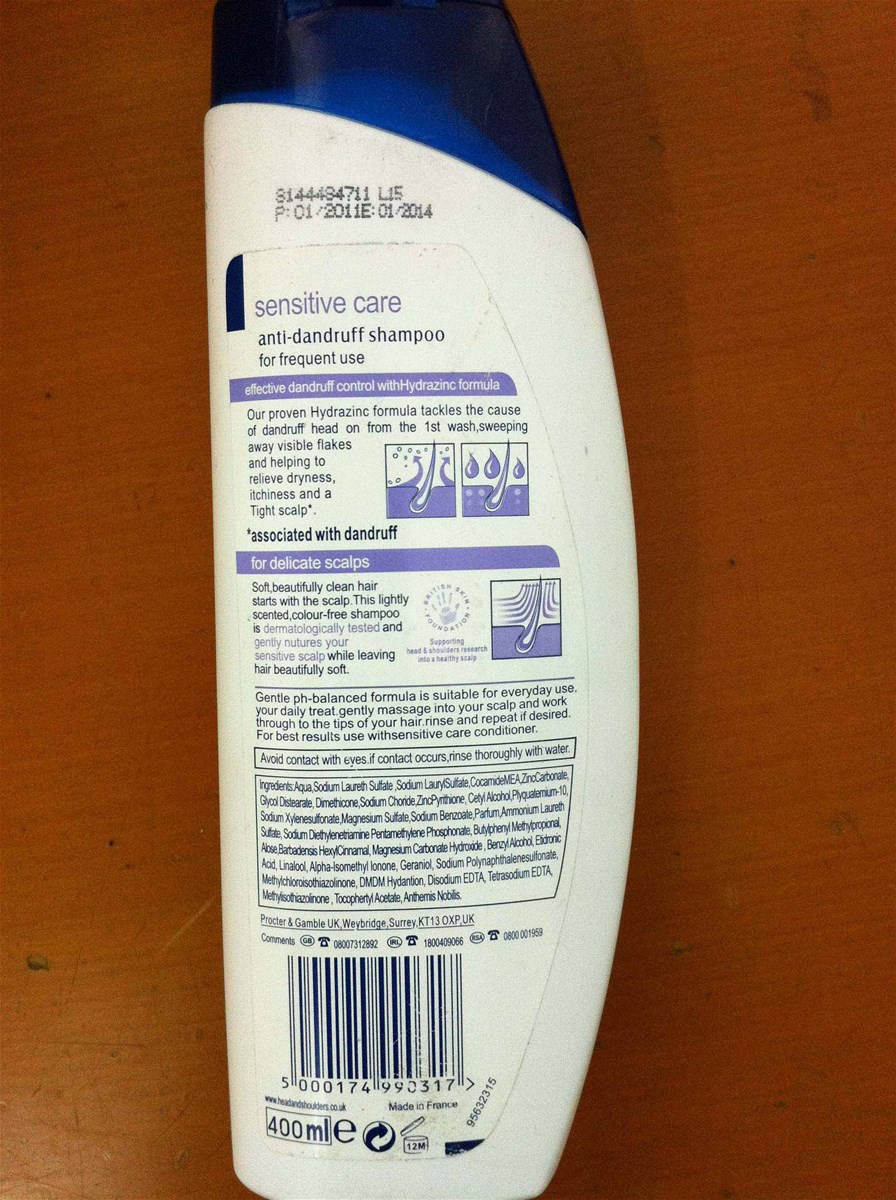 8144484711 L15
P:01/2011E:01/2014
sensitive care
anti-dandruff shampoo
for frequent use
effective dandruff control withHydrazinc formula
Our proven Hydrazinc formula tackles the cause
of dandruff head on from the 1st wash,sweeping
away visible flakes
and helping to
relieve dryness,
itchiness and a
Tight scalp*.
*associated with dandruff
for delicate scalps
Soft,beautifully clean hair
starts with the scalp.This lightly
scented,colour-free shampoo
is dermatologically tested and
gently nutures your
sensitive scalp while leaving
hair beautifully soft.
BRITISH SKIN FOUNDATION
Supporting
head & shoulders research
into a healthy scalp
Gentle ph-balanced formula is suitable for everyday use.
your daily treat.gently massage into your scalp and work
through to the tips of your hair.rinse and repeat if desired.
For best results use withsensitive care conditioner.
Avoid contact with eyes.if contact occurs,rinse thoroughly with water.
Ingredients:Aqua,Sodium Laureth Sulfate ,Sodium LaurylSulfate,CocamideMEA,ZincCarbonate,
Glycol Distearate, Dimethicone,Sodium Choride,ZincPyrithione, Cetyl Alcohol,Plyquaternium-10,
Sodium Xylenesulfonate,Magnesium Sulfate,Sodium Benzoate,Parfum,Ammonium Laureth
Sulfate, Sodium Diethylenetriamine Pentamethylene Phosphonate, Butylphenyl Methylpropional,
Alose,Barbadensis HexylCinnamal, Magnesium Carbonate Hydroxide , Benzyl Alcohol, Etidronic
Acid, Linalool, Alpha-Isomethyl Ionone, Geraniol, Sodium Polynaphthalenesulfonate,
Methylchloroisothiazolinone, DMDM Hydantion, Disodium EDTA, Tetrasodium EDTA,
Methylisothiazolinone , Tocophertyl Acetate, Anthemis Nobilis.
Procter & Gamble UK,Weybridge,Surrey,KT13 OXP,UK
Comments GB 08007312892 IRL 1800409066 RSA 0800 001959
5 000174 990317 >
www.headandshoulders.co.uk Made in France
95632315
400ml e 12M